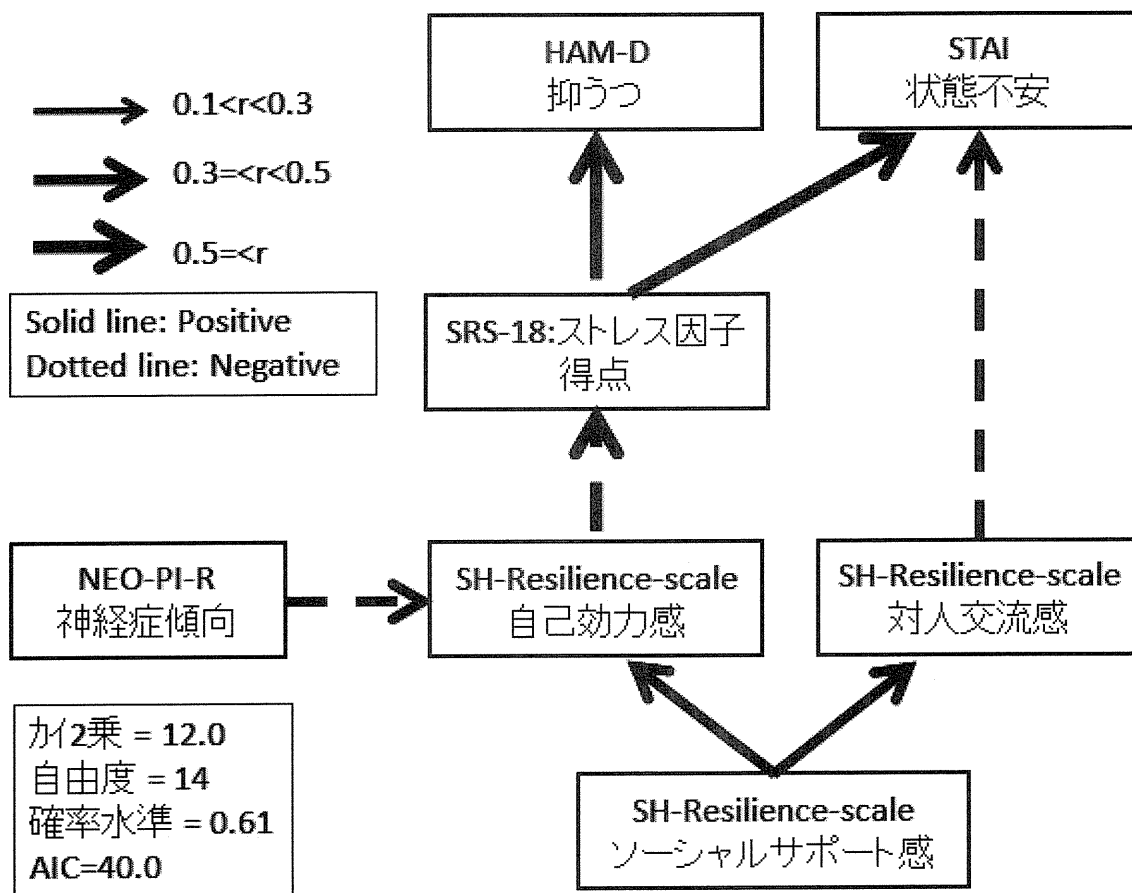 HAM-D
抑うつ
STAI
状態不安
0.1<r<0.3
0.3=<r<0.5
0.5=<r
Solid line: Positive
Dotted line: Negative
SRS-18:ストレス因子
得点
NEO-PI-R
神経症傾向
SH-Resilience-scale
自己効力感
SH-Resilience-scale
対人交流感
カイ2乗 = 12.0
自由度 = 14
確率水準 = 0.61
AIC=40.0
SH-Resilience-scale
ソーシャルサポート感